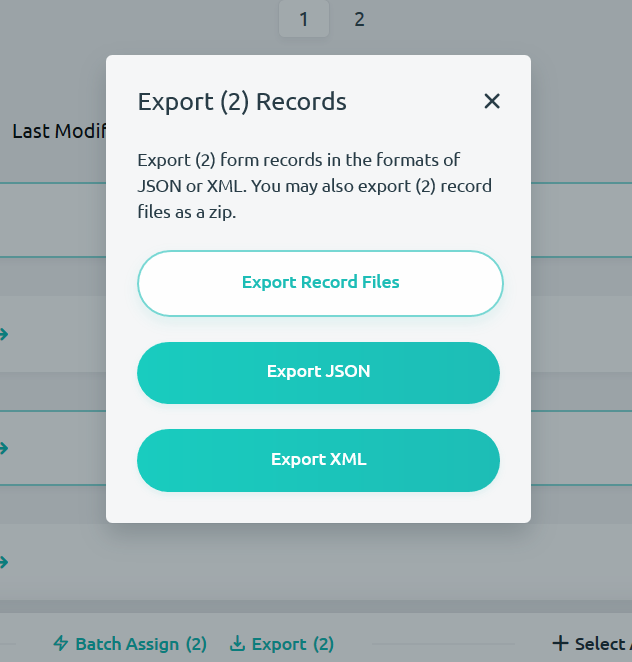 1 2
Export (2) Records
Last Modif
Export (2) form records in the formats of
JSON or XML. You may also export (2) record
files as a zip.
Export Record Files
Export JSON
Export XML
Batch Assign (2) Export (2) Select A